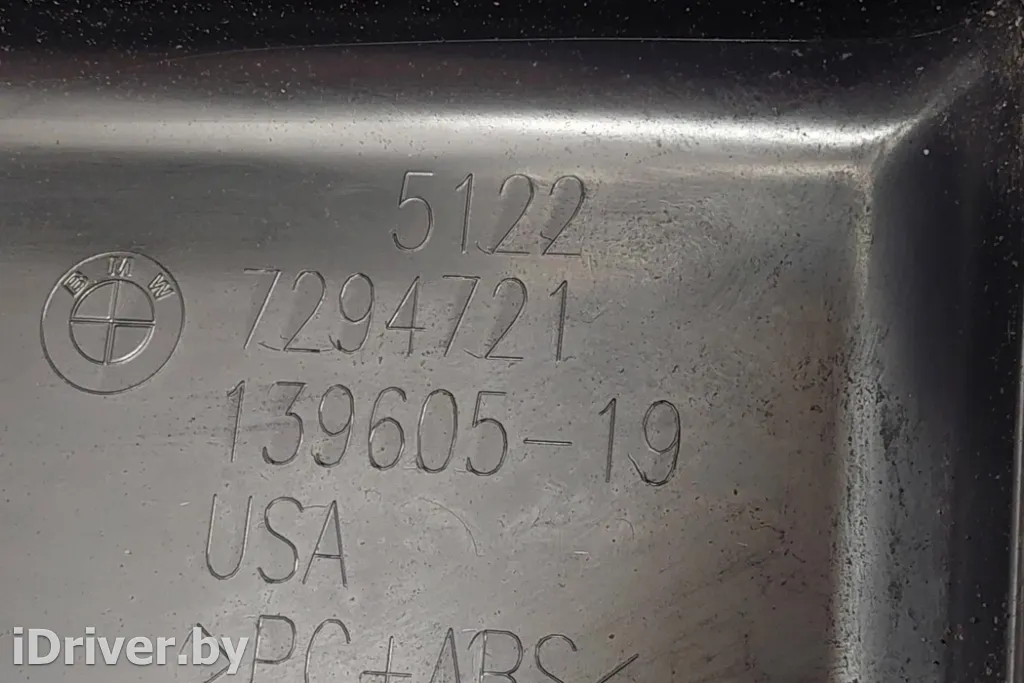 5122
BMW
7294721
139605-19
USA
>PC+ABS<
iDriver.by